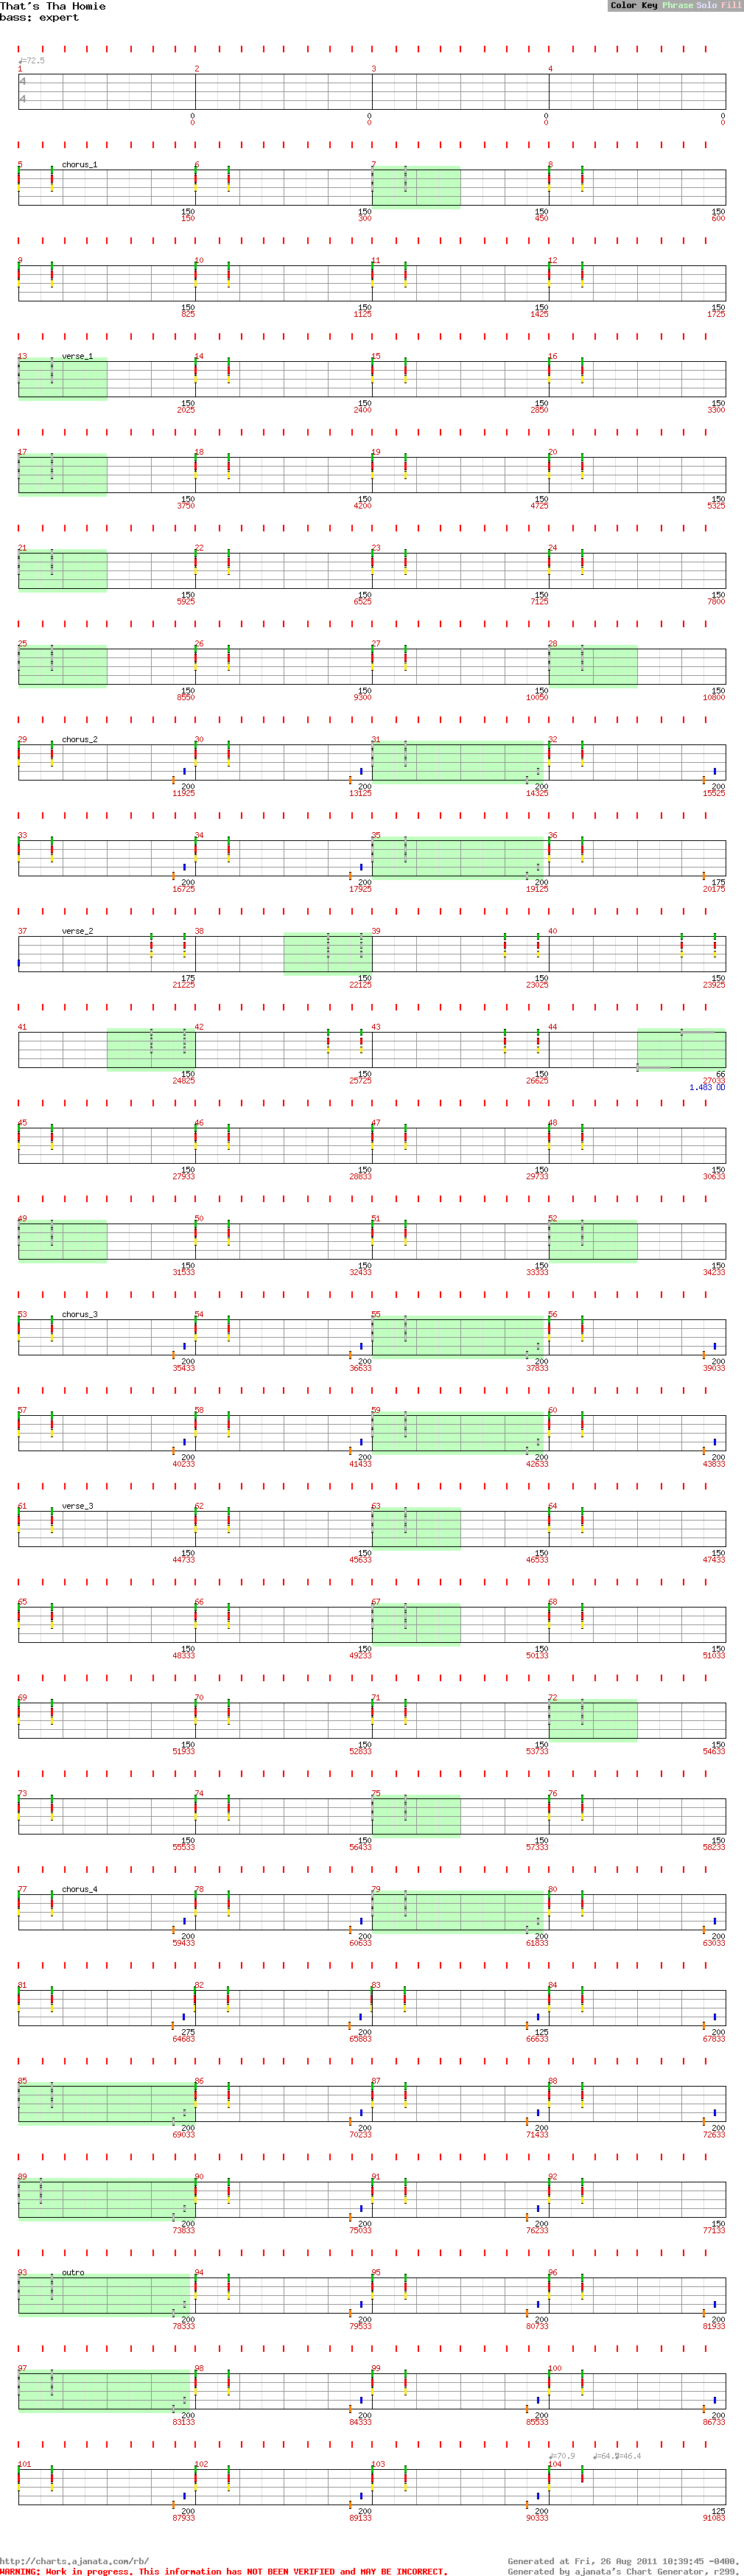 That's Tha Homie
bass: expert
Color Key Phrase Solo Fill
♩=72.5
1 2 3 4
4
4
0 0 0 0
0 0 0 0
5 chorus_1 6 7 8
150 150 150 150
150 300 450 600
9 10 11 12
150 150 150 150
825 1125 1425 1725
13 verse_1 14 15 16
150 150 150 150
2025 2400 2850 3300
17 18 19 20
150 150 150 150
3750 4200 4725 5325
21 22 23 24
150 150 150 150
5925 6525 7125 7800
25 26 27 28
150 150 150 150
8550 9300 10050 10800
29 chorus_2 30 31 32
200 200 200 200
11925 13125 14325 15525
33 34 35 36
200 200 200 175
16725 17925 19125 20175
37 verse_2 38 39 40
175 150 150 150
21225 22125 23025 23925
41 42 43 44
150 150 150 66
24825 25725 26625 27033
1.483 OD
45 46 47 48
150 150 150 150
27933 28833 29733 30633
49 50 51 52
150 150 150 150
31533 32433 33333 34233
53 chorus_3 54 55 56
200 200 200 200
35433 36633 37833 39033
57 58 59 60
200 200 200 200
40233 41433 42633 43833
61 verse_3 62 63 64
150 150 150 150
44733 45633 46533 47433
65 66 67 68
150 150 150 150
48333 49233 50133 51033
69 70 71 72
150 150 150 150
51933 52833 53733 54633
73 74 75 76
150 150 150 150
55533 56433 57333 58233
77 chorus_4 78 79 80
200 200 200 200
59433 60633 61833 63033
81 82 83 84
275 200 125 200
64683 65883 66633 67833
85 86 87 88
200 200 200 200
69033 70233 71433 72633
89 90 91 92
200 200 200 150
73833 75033 76233 77133
93 outro 94 95 96
200 200 200 200
78333 79533 80733 81933
97 98 99 100
200 200 200 200
83133 84333 85533 86733
♩=70.9 ♩=46.4
101 102 103 104
200 200 200 125
87933 89133 90333 91083
http://charts.ajanata.com/rb/
Generated at Fri, 26 Aug 2011 10:39:45 -0400.
WARNING: Work in progress. This information has NOT BEEN VERIFIED and MAY BE INCORRECT.
Generated by ajanata's Chart Generator, r299.